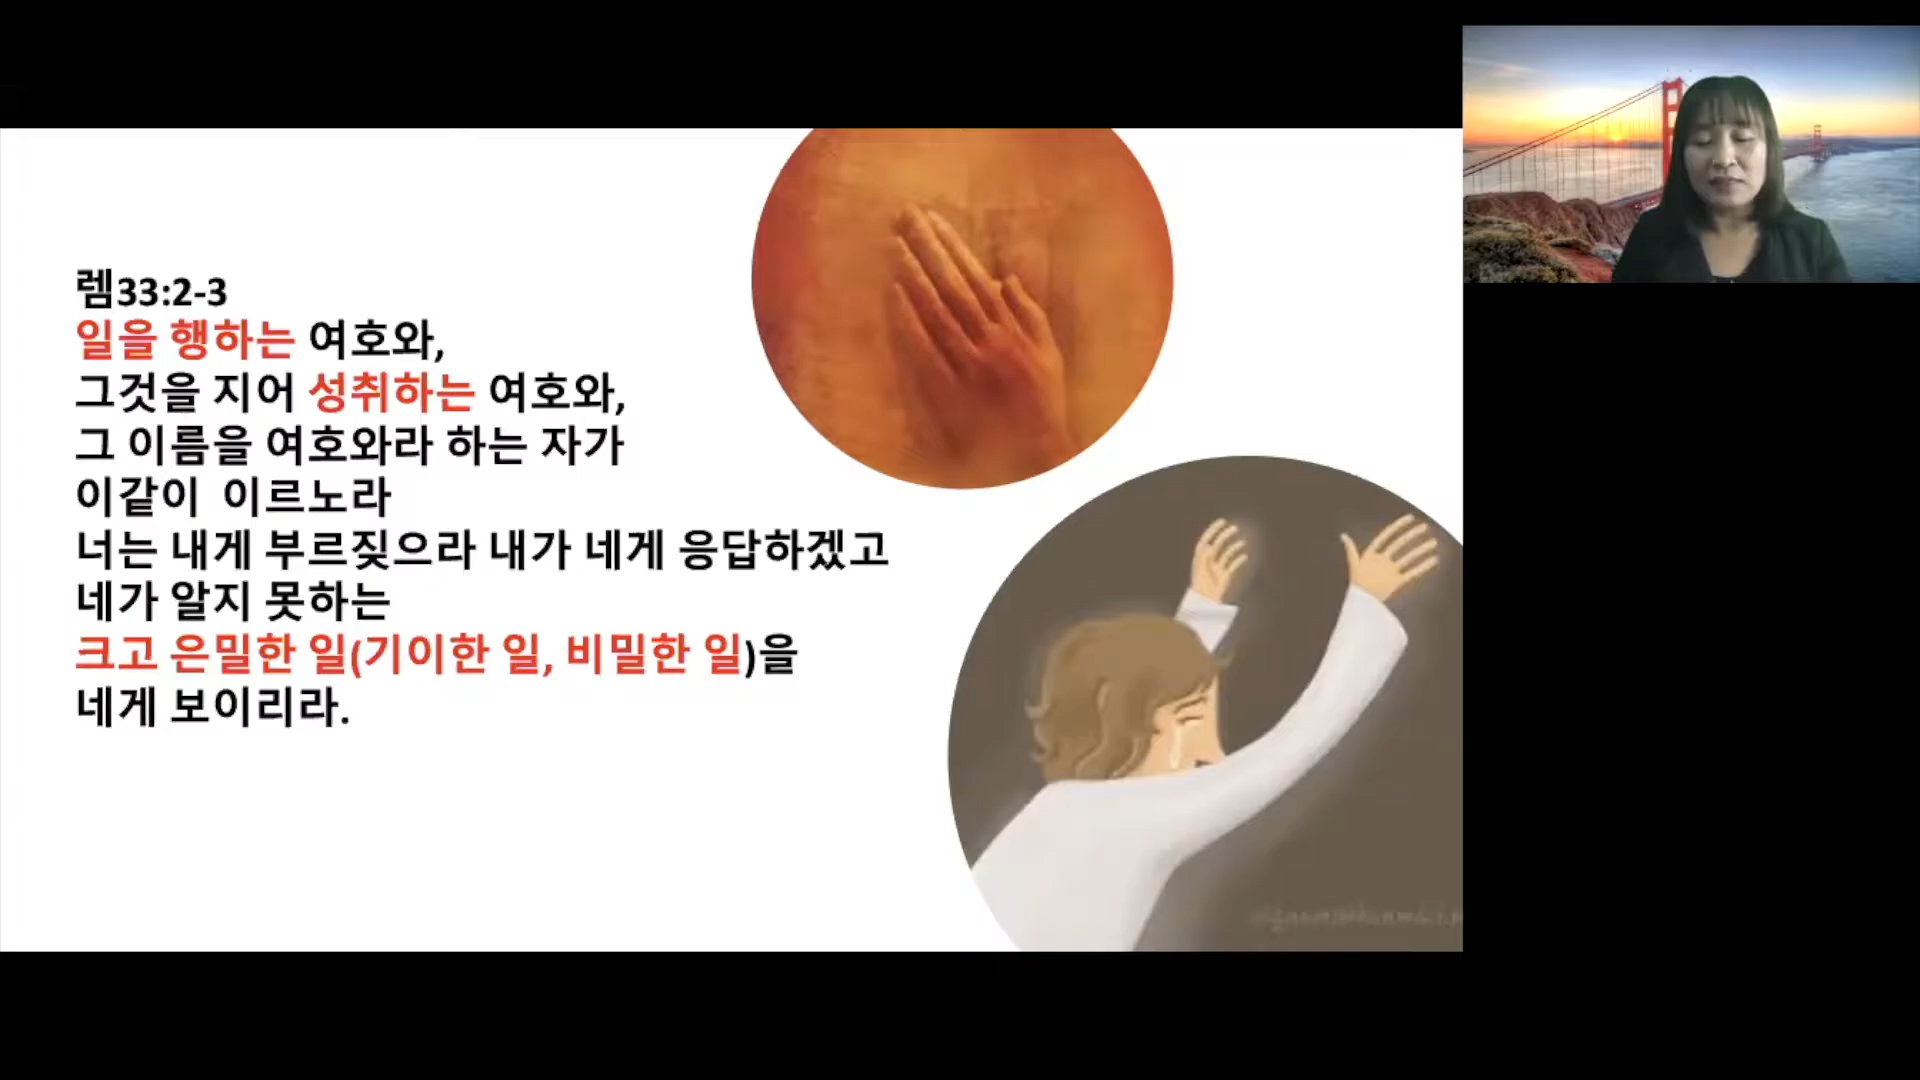 렘33:2-3
일을 행하는 여호와,
그것을 지어 성취하는 여호와,
그 이름을 여호와라 하는 자가
이같이 이르노라
너는 내게 부르짖으라 내가 네게 응답하겠고
네가 알지 못하는
크고 은밀한 일(기이한 일, 비밀한 일)을
네게 보이리라.